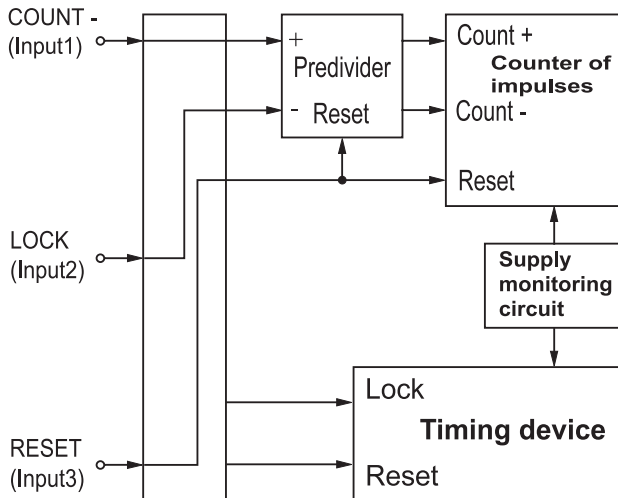 COUNT -
(Input1)
+
Predivider
- Reset
Count +
Counter of
impulses
Count -
Reset
LOCK
(Input2)
Supply
monitoring
circuit
Lock
Timing device
Reset
RESET
(Input3)